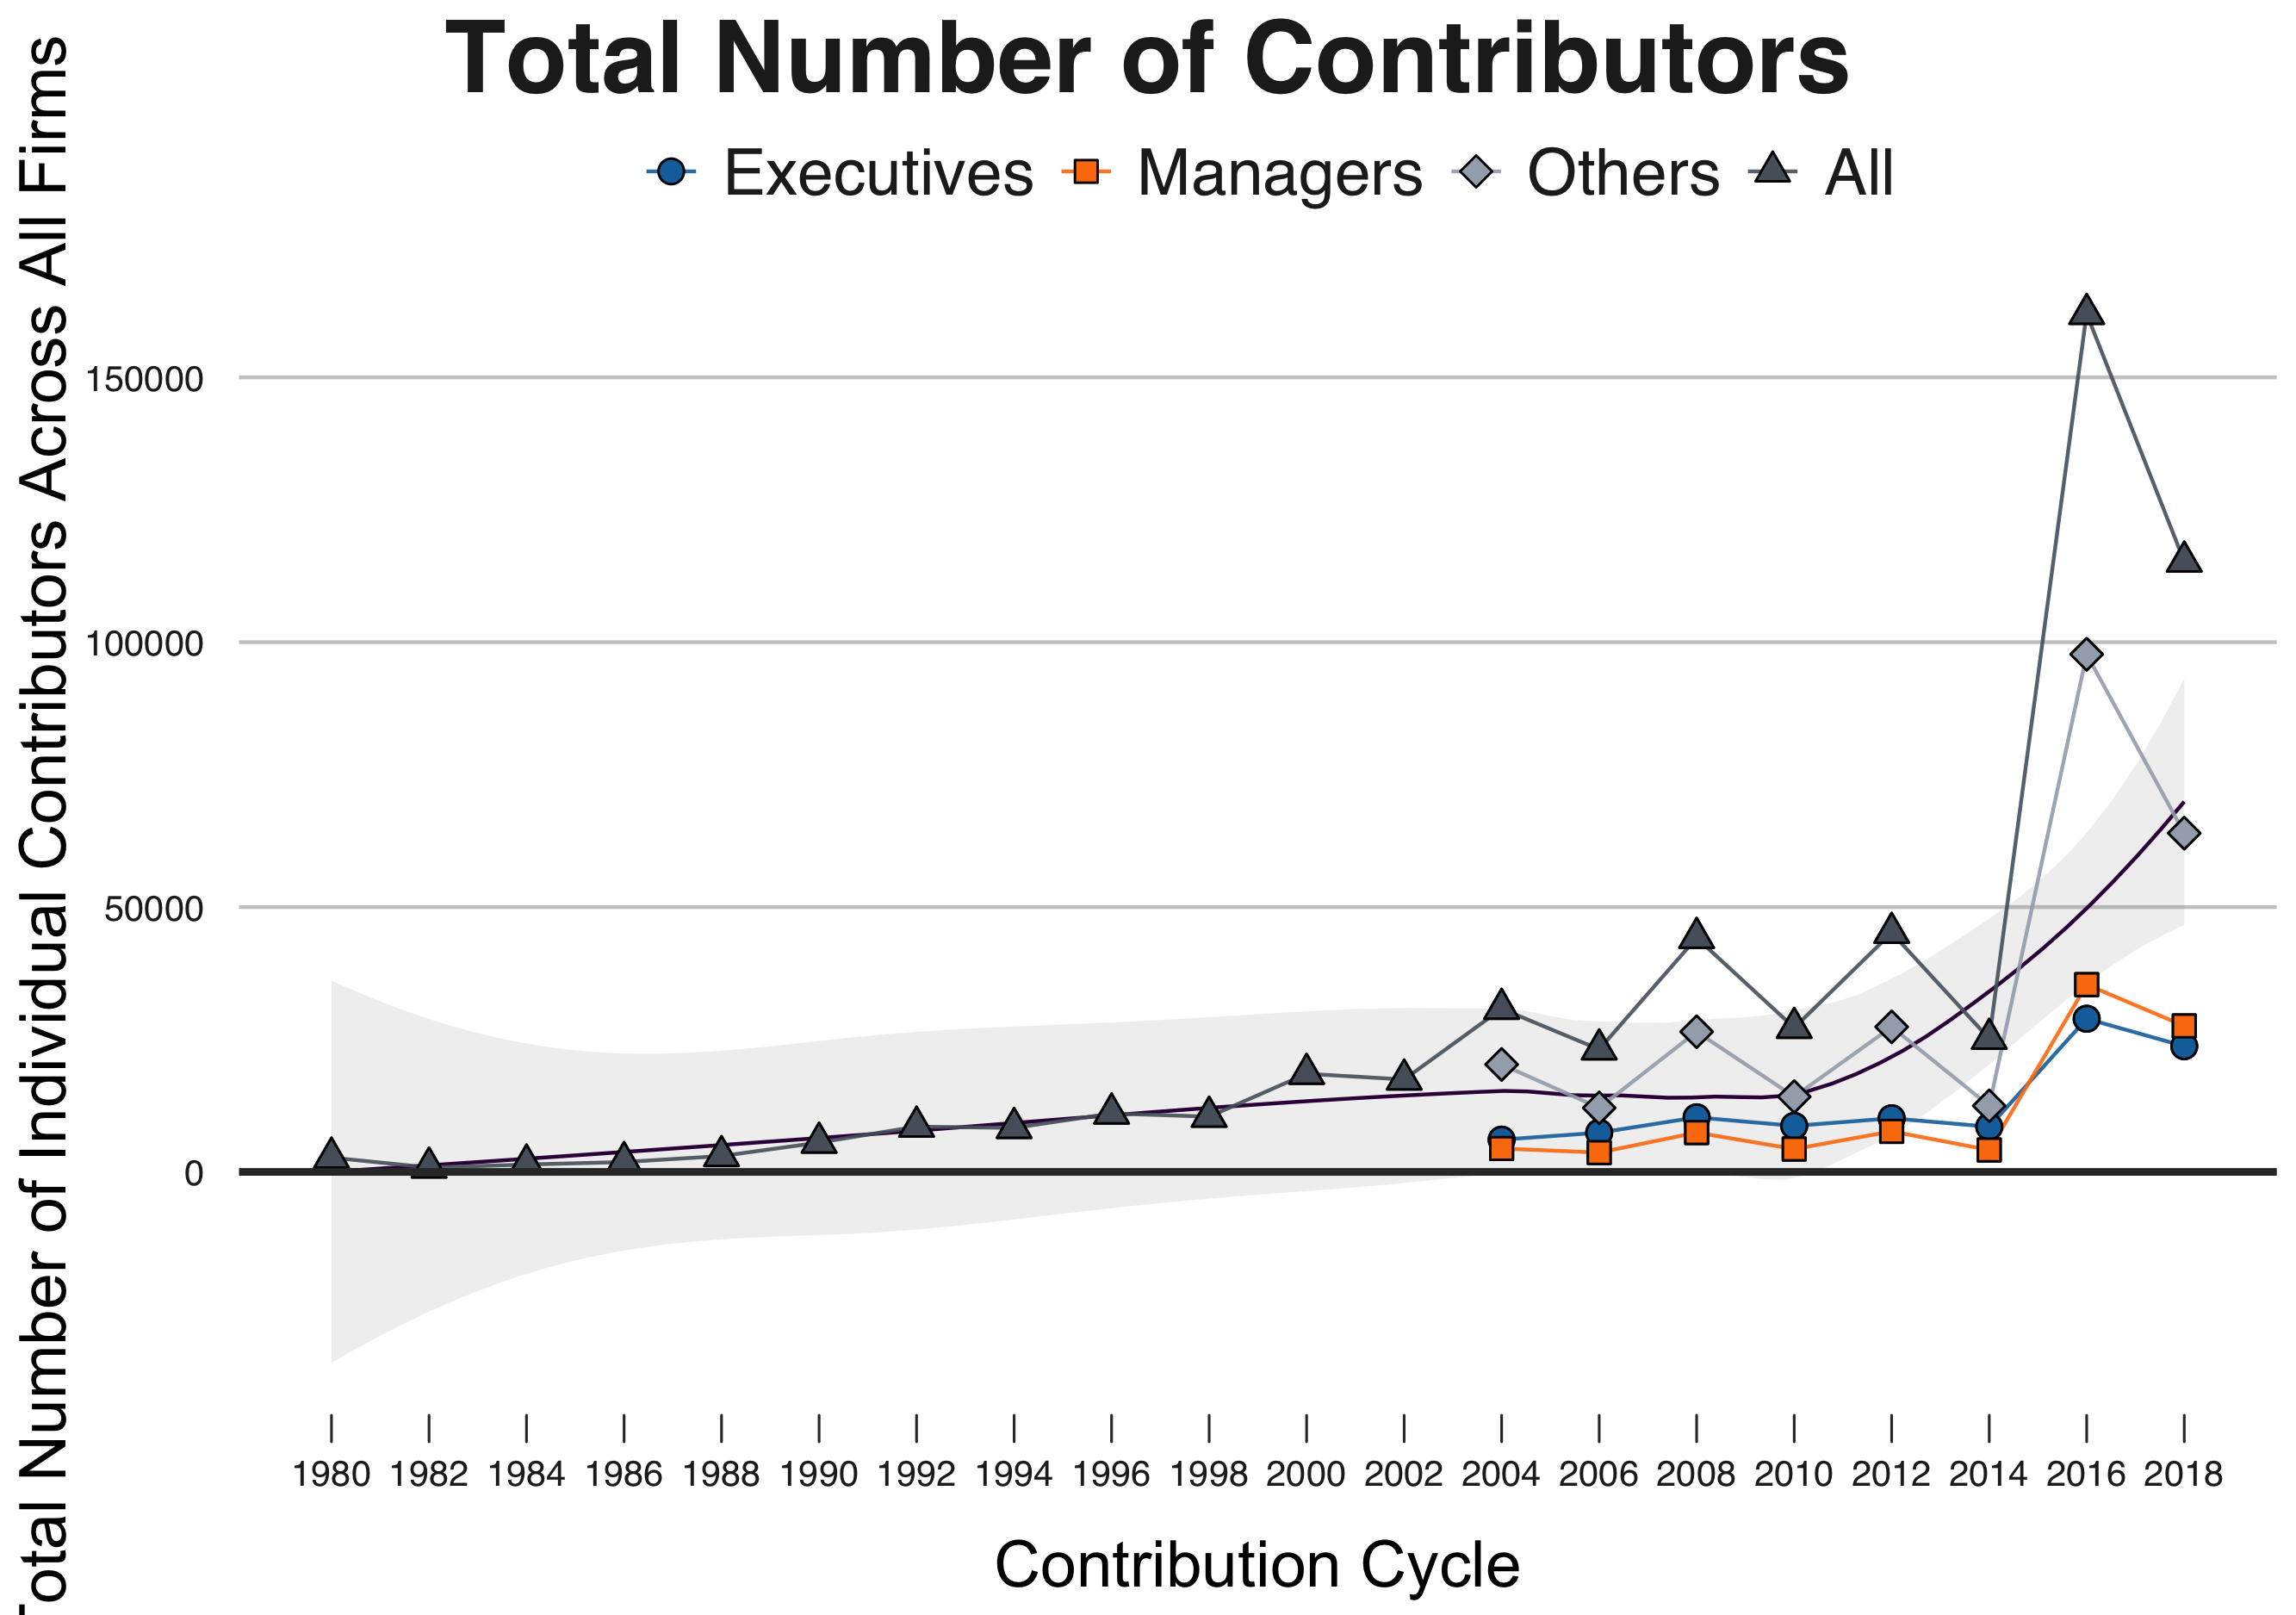 Total Number of Contributors
Executives Managers Others All
Total Number of Individual Contributors Across All Firms
150000
100000
50000
0
1980 1982 1984 1986 1988 1990 1992 1994 1996 1998 2000 2002 2004 2006 2008 2010 2012 2014 2016 2018
Contribution Cycle